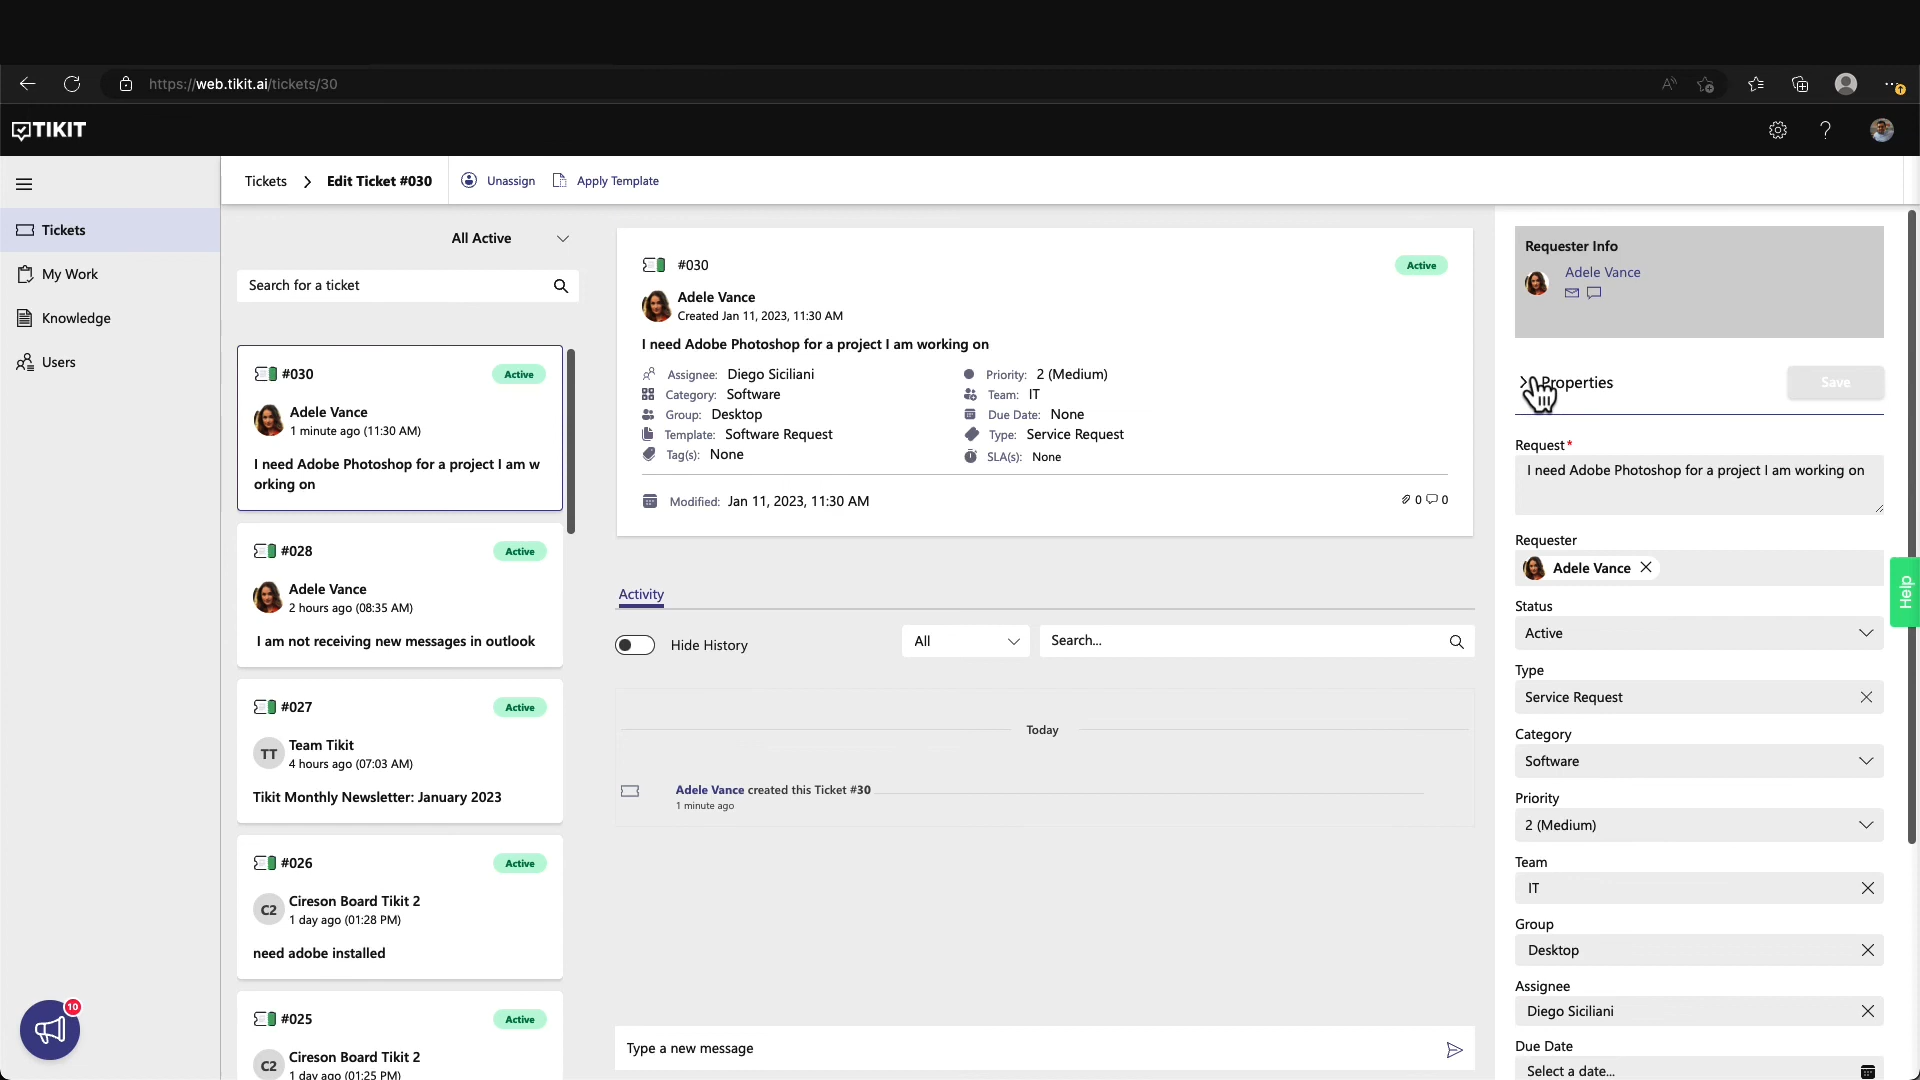 https://web.tikit.ai/tickets/30
TIKIT
Tickets
My Work
Knowledge
Users
10
Tickets > Edit Ticket #030
Unassign
Apply Template
All Active
Search for a ticket
#030
Active
Adele Vance
1 minute ago (11:30 AM)
I need Adobe Photoshop for a project I am w
orking on
#028
Active
Adele Vance
2 hours ago (08:35 AM)
I am not receiving new messages in outlook
#027
Active
TT
Team Tikit
4 hours ago (07:03 AM)
Tikit Monthly Newsletter: January 2023
#026
Active
C2
Cireson Board Tikit 2
1 day ago (01:28 PM)
need adobe installed
#025
Active
C2
Cireson Board Tikit 2
1 day ago (01:25 PM)
#030
Active
Adele Vance
Created Jan 11, 2023, 11:30 AM
I need Adobe Photoshop for a project I am working on
Assignee: Diego Siciliani
Priority: 2 (Medium)
Category: Software
Team: IT
Group: Desktop
Due Date: None
Template: Software Request
Type: Service Request
Tag(s): None
SLA(s): None
Modified: Jan 11, 2023, 11:30 AM
0
0
Activity
Hide History
All
Search...
Today
Adele Vance created this Ticket #30
1 minute ago
Type a new message
Requester Info
Adele Vance
Properties
Save
Request*
I need Adobe Photoshop for a project I am working on
Requester
Adele Vance
Status
Active
Type
Service Request
Category
Software
Priority
2 (Medium)
Team
IT
Group
Desktop
Assignee
Diego Siciliani
Due Date
Select a date...
Help